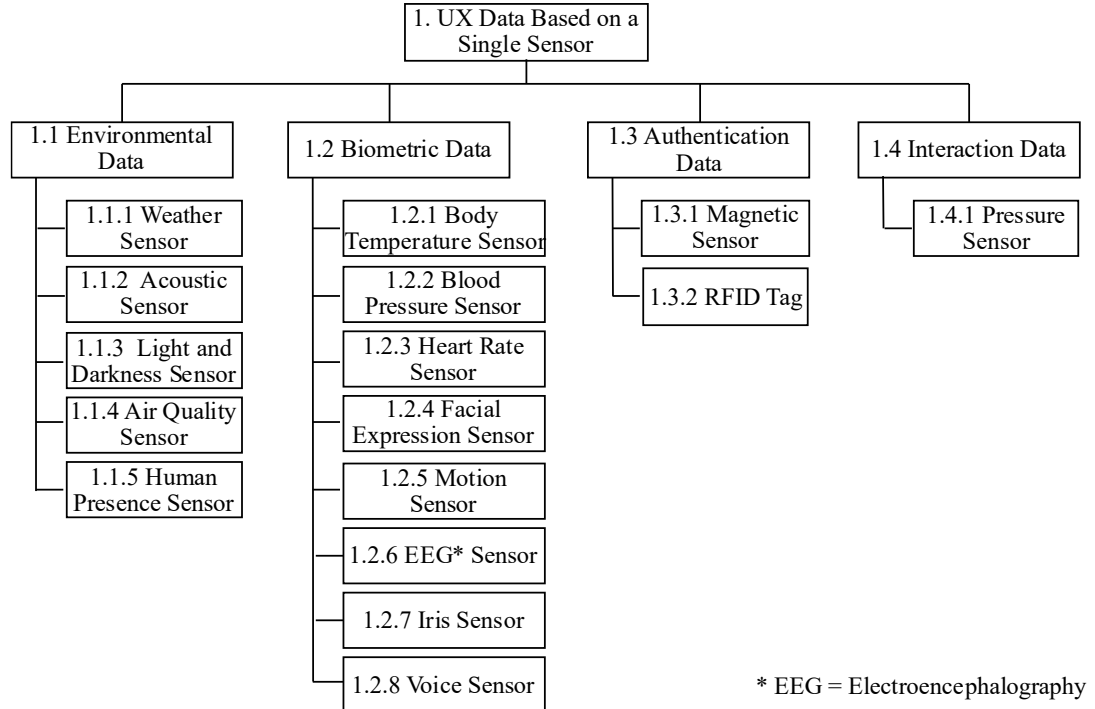 1. UX Data Based on a
Single Sensor
1.1 Environmental
Data
1.1.1 Weather
Sensor
1.1.2 Acoustic
Sensor
1.1.3 Light and
Darkness Sensor
1.1.4 Air Quality
Sensor
1.1.5 Human
Presence Sensor
1.2 Biometric Data
1.2.1 Body
Temperature Sensor
1.2.2 Blood
Pressure Sensor
1.2.3 Heart Rate
Sensor
1.2.4 Facial
Expression Sensor
1.2.5 Motion
Sensor
1.2.6 EEG* Sensor
1.2.7 Iris Sensor
1.2.8 Voice Sensor
1.3 Authentication
Data
1.3.1 Magnetic
Sensor
1.3.2 RFID Tag
1.4 Interaction Data
1.4.1 Pressure
Sensor
* EEG = Electroencephalography